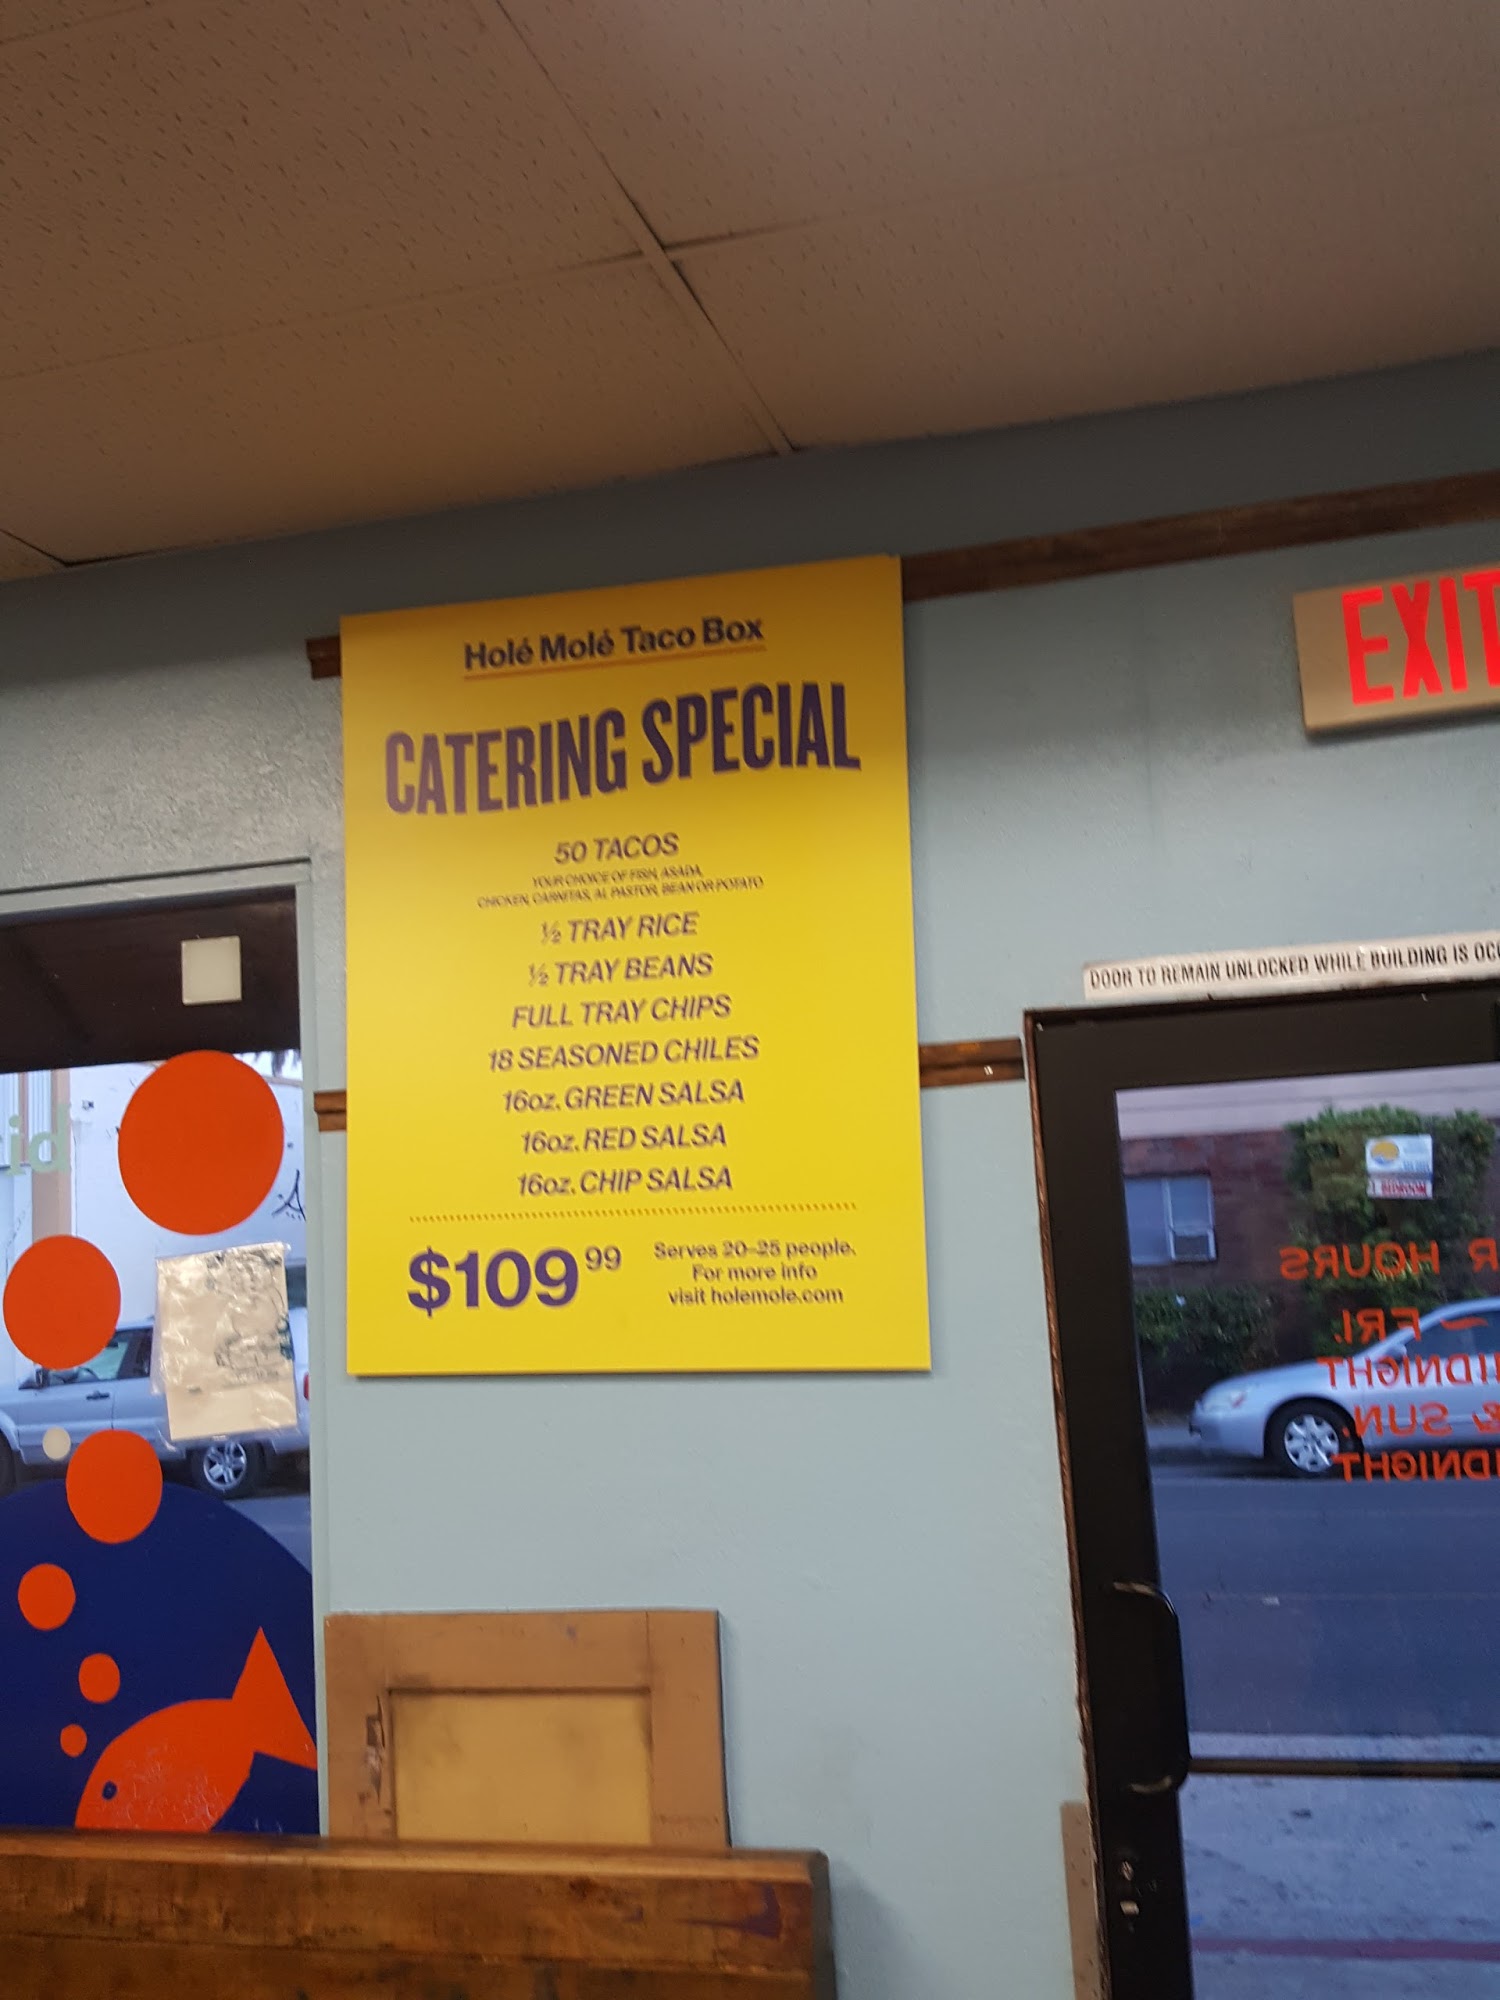 Holé Molé Taco Box
CATERING SPECIAL
50 TACOS
YOUR CHOICE OF FISH, ASADA,
CHICKEN, CARNITAS, AL PASTOR, BEAN OR POTATO
½ TRAY RICE
½ TRAY BEANS
FULL TRAY CHIPS
18 SEASONED CHILES
16oz. GREEN SALSA
16oz. RED SALSA
16oz. CHIP SALSA
$109 99
Serves 20-25 people.
For more info
visit holemole.com
EXIT
DOOR TO REMAIN UNLOCKED WHILE BUILDING IS
HOURS
FRI.
& SUN.